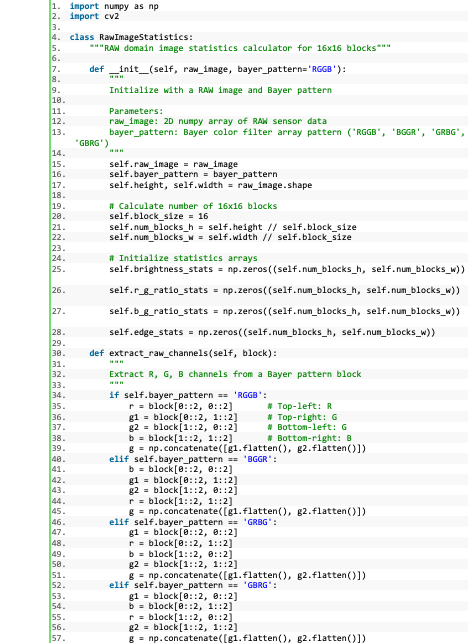 1. import numpy as np
2. import cv2
3.
4. class RawImageStatistics:
5.     """RAW domain image statistics calculator for 16x16 blocks"""
6.
7.     def __init__(self, raw_image, bayer_pattern='RGGB'):
8.         """
9.         Initialize with a RAW image and Bayer pattern
10.
11.         Parameters:
12.         raw_image: 2D numpy array of RAW sensor data
13.         bayer_pattern: Bayer color filter array pattern ('RGGB', 'BGGR', 'GRBG',
'GBRG')
14.         """
15.         self.raw_image = raw_image
16.         self.bayer_pattern = bayer_pattern
17.         self.height, self.width = raw_image.shape
18.
19.         # Calculate number of 16x16 blocks
20.         self.block_size = 16
21.         self.num_blocks_h = self.height // self.block_size
22.         self.num_blocks_w = self.width // self.block_size
23.
24.         # Initialize statistics arrays
25.         self.brightness_stats = np.zeros((self.num_blocks_h, self.num_blocks_w))
26.         self.r_g_ratio_stats = np.zeros((self.num_blocks_h, self.num_blocks_w))
27.         self.b_g_ratio_stats = np.zeros((self.num_blocks_h, self.num_blocks_w))
28.         self.edge_stats = np.zeros((self.num_blocks_h, self.num_blocks_w))
29.
30.     def extract_raw_channels(self, block):
31.         """
32.         Extract R, G, B channels from a Bayer pattern block
33.         """
34.         if self.bayer_pattern == 'RGGB':
35.             r = block[0::2, 0::2]      # Top-left: R
36.             g1 = block[0::2, 1::2]     # Top-right: G
37.             g2 = block[1::2, 0::2]     # Bottom-left: G
38.             b = block[1::2, 1::2]      # Bottom-right: B
39.             g = np.concatenate([g1.flatten(), g2.flatten()])
40.         elif self.bayer_pattern == 'BGGR':
41.             b = block[0::2, 0::2]
42.             g1 = block[0::2, 1::2]
43.             g2 = block[1::2, 0::2]
44.             r = block[1::2, 1::2]
45.             g = np.concatenate([g1.flatten(), g2.flatten()])
46.         elif self.bayer_pattern == 'GRBG':
47.             g1 = block[0::2, 0::2]
48.             r = block[0::2, 1::2]
49.             b = block[1::2, 0::2]
50.             g2 = block[1::2, 1::2]
51.             g = np.concatenate([g1.flatten(), g2.flatten()])
52.         elif self.bayer_pattern == 'GBRG':
53.             g1 = block[0::2, 0::2]
54.             b = block[0::2, 1::2]
55.             r = block[1::2, 0::2]
56.             g2 = block[1::2, 1::2]
57.             g = np.concatenate([g1.flatten(), g2.flatten()])